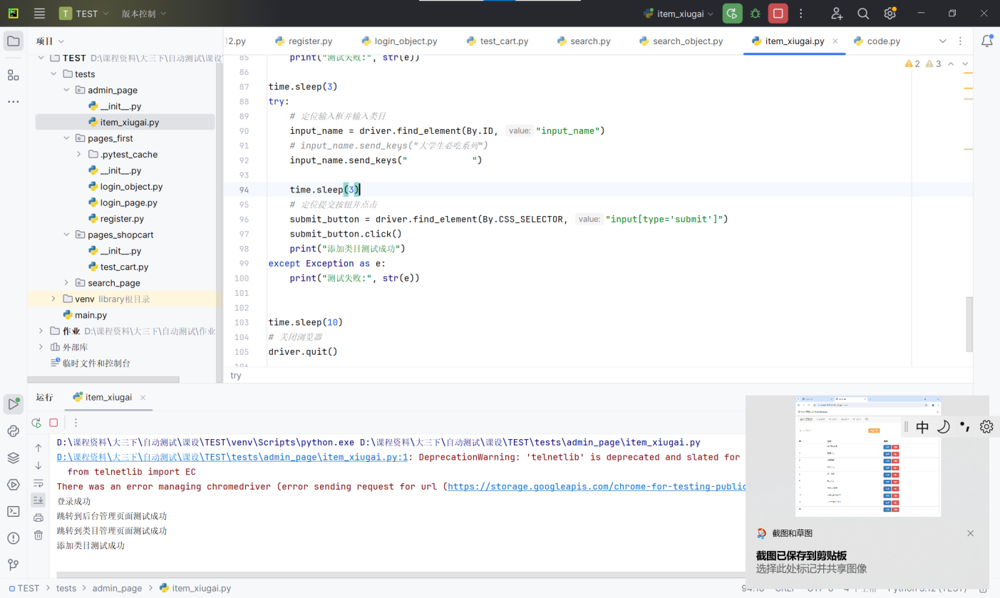 TEST 版本控制 item_xiugai
项目
12.py register.py login_object.py test_cart.py search.py search_object.py item_xiugai.py code.py
TEST D:\课程资料\大三下\自动测试\课设
tests
admin_page
__init__.py
item_xiugai.py
pages_first
.pytest_cache
__init__.py
login_object.py
login_page.py
register.py
pages_shopcart
__init__.py
test_cart.py
search_page
venv library根目录
main.py
作业 D:\课程资料\大三下\自动测试\作业
外部库
临时文件和控制台
2 3
85 print("测试失败:", str(e))
86
87 time.sleep(3)
88 try:
89 # 定位输入框并输入类目
90 input_name = driver.find_element(By.ID, value: "input_name")
91 # input_name.send_keys("大学生必吃系列")
92 input_name.send_keys("            ")
93
94 time.sleep(3)
95 # 定位提交按钮并点击
96 submit_button = driver.find_element(By.CSS_SELECTOR, value: "input[type='submit']")
97 submit_button.click()
98 print("添加类目测试成功")
99 except Exception as e:
100 print("测试失败:", str(e))
101
102
103 time.sleep(10)
104 # 关闭浏览器
105 driver.quit()
106
try
运行 item_xiugai
D:\课程资料\大三下\自动测试\课设\TEST\venv\Scripts\python.exe D:\课程资料\大三下\自动测试\课设\TEST\tests\admin_page\item_xiugai.py
D:\课程资料\大三下\自动测试\课设\TEST\tests\admin_page\item_xiugai.py:1: DeprecationWarning: 'telnetlib' is deprecated and slated for
from telnetlib import EC
There was an error managing chromedriver (error sending request for url (https://storage.googleapis.com/chrome-for-testing-public
登录成功
跳转到后台管理页面测试成功
跳转到类目管理页面测试成功
添加类目测试成功
中
截图和草图
截图已保存到剪贴板
选择此处标记并共享图像
TEST > tests > admin_page > item_xiugai.py